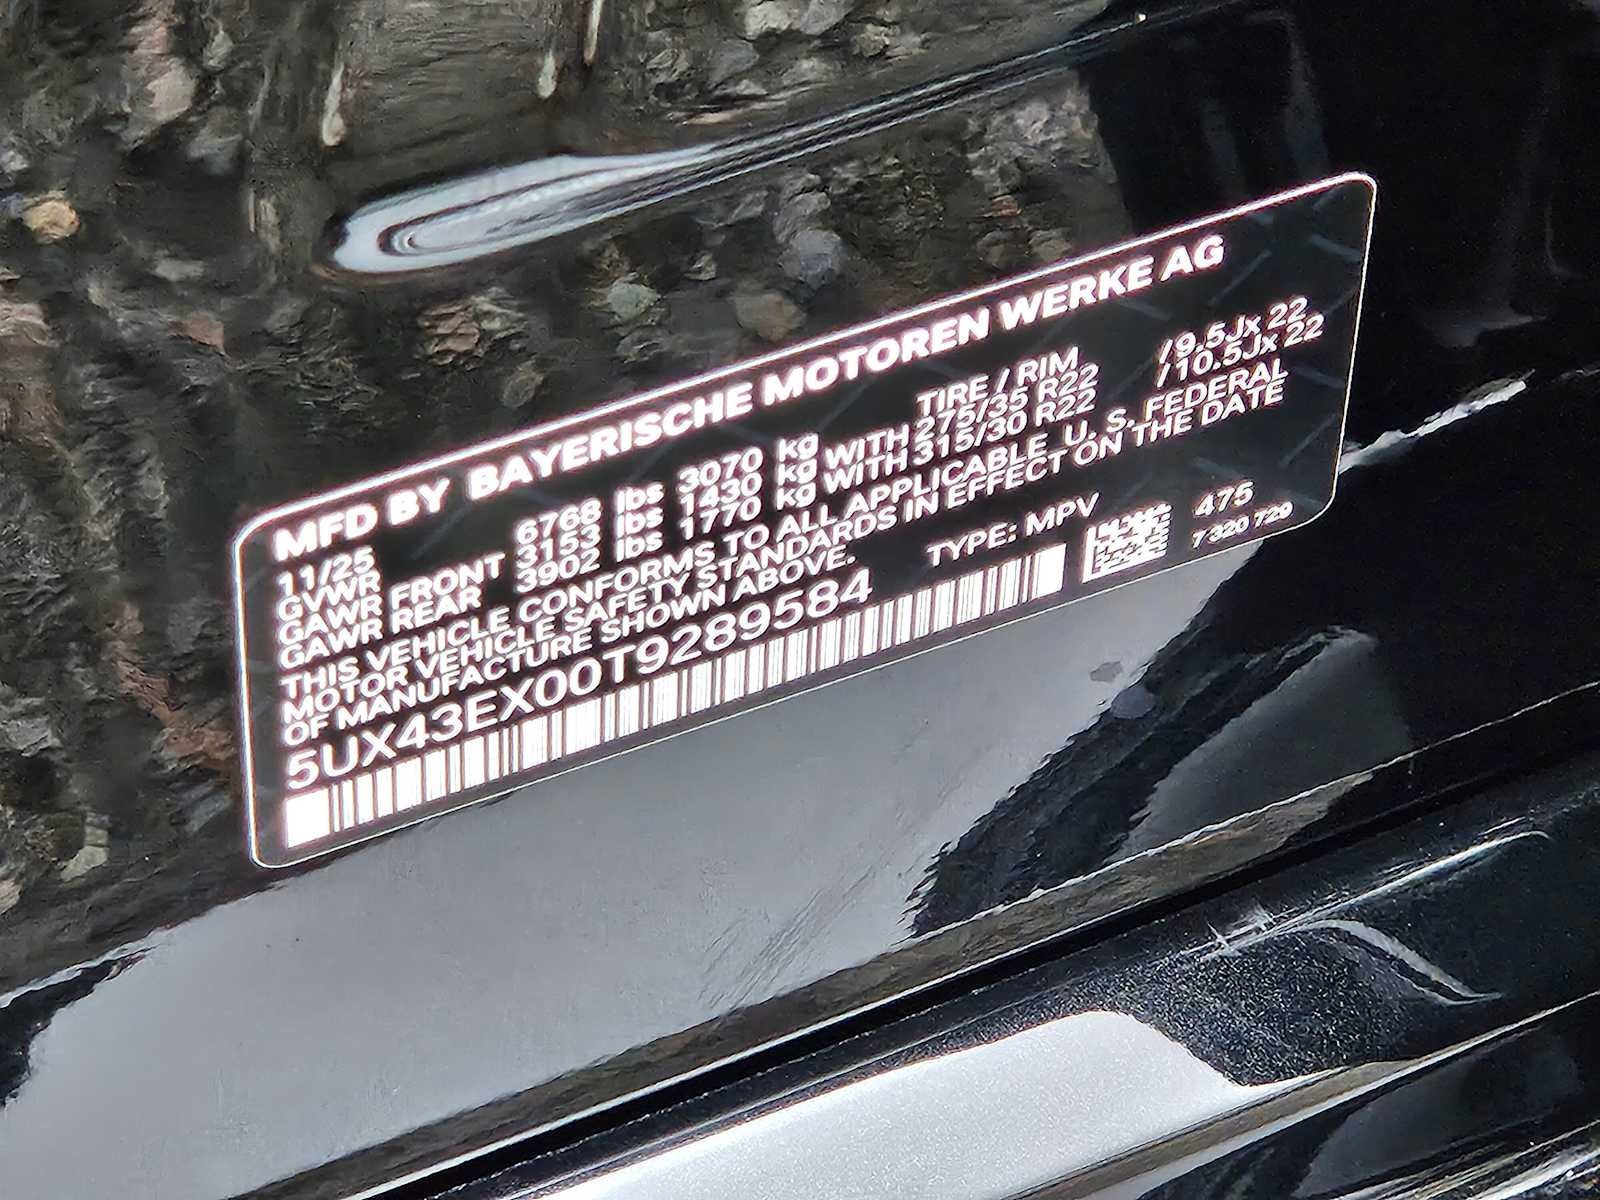 MFD BY BAYERISCHE MOTOREN WERKE AG
11/25 TIRE / RIM
GVWR 6768 lbs 3070 kg
GAWR FRONT 3153 lbs 1430 kg WITH 275/35 R22 / 9.5Jx 22
GAWR REAR 3902 lbs 1770 kg WITH 315/30 R22 / 10.5Jx 22
THIS VEHICLE CONFORMS TO ALL APPLICABLE U. S. FEDERAL
MOTOR VEHICLE SAFETY STANDARDS IN EFFECT ON THE DATE
OF MANUFACTURE SHOWN ABOVE.
5UX43EX00T9289584 TYPE: MPV 475
7 320 729